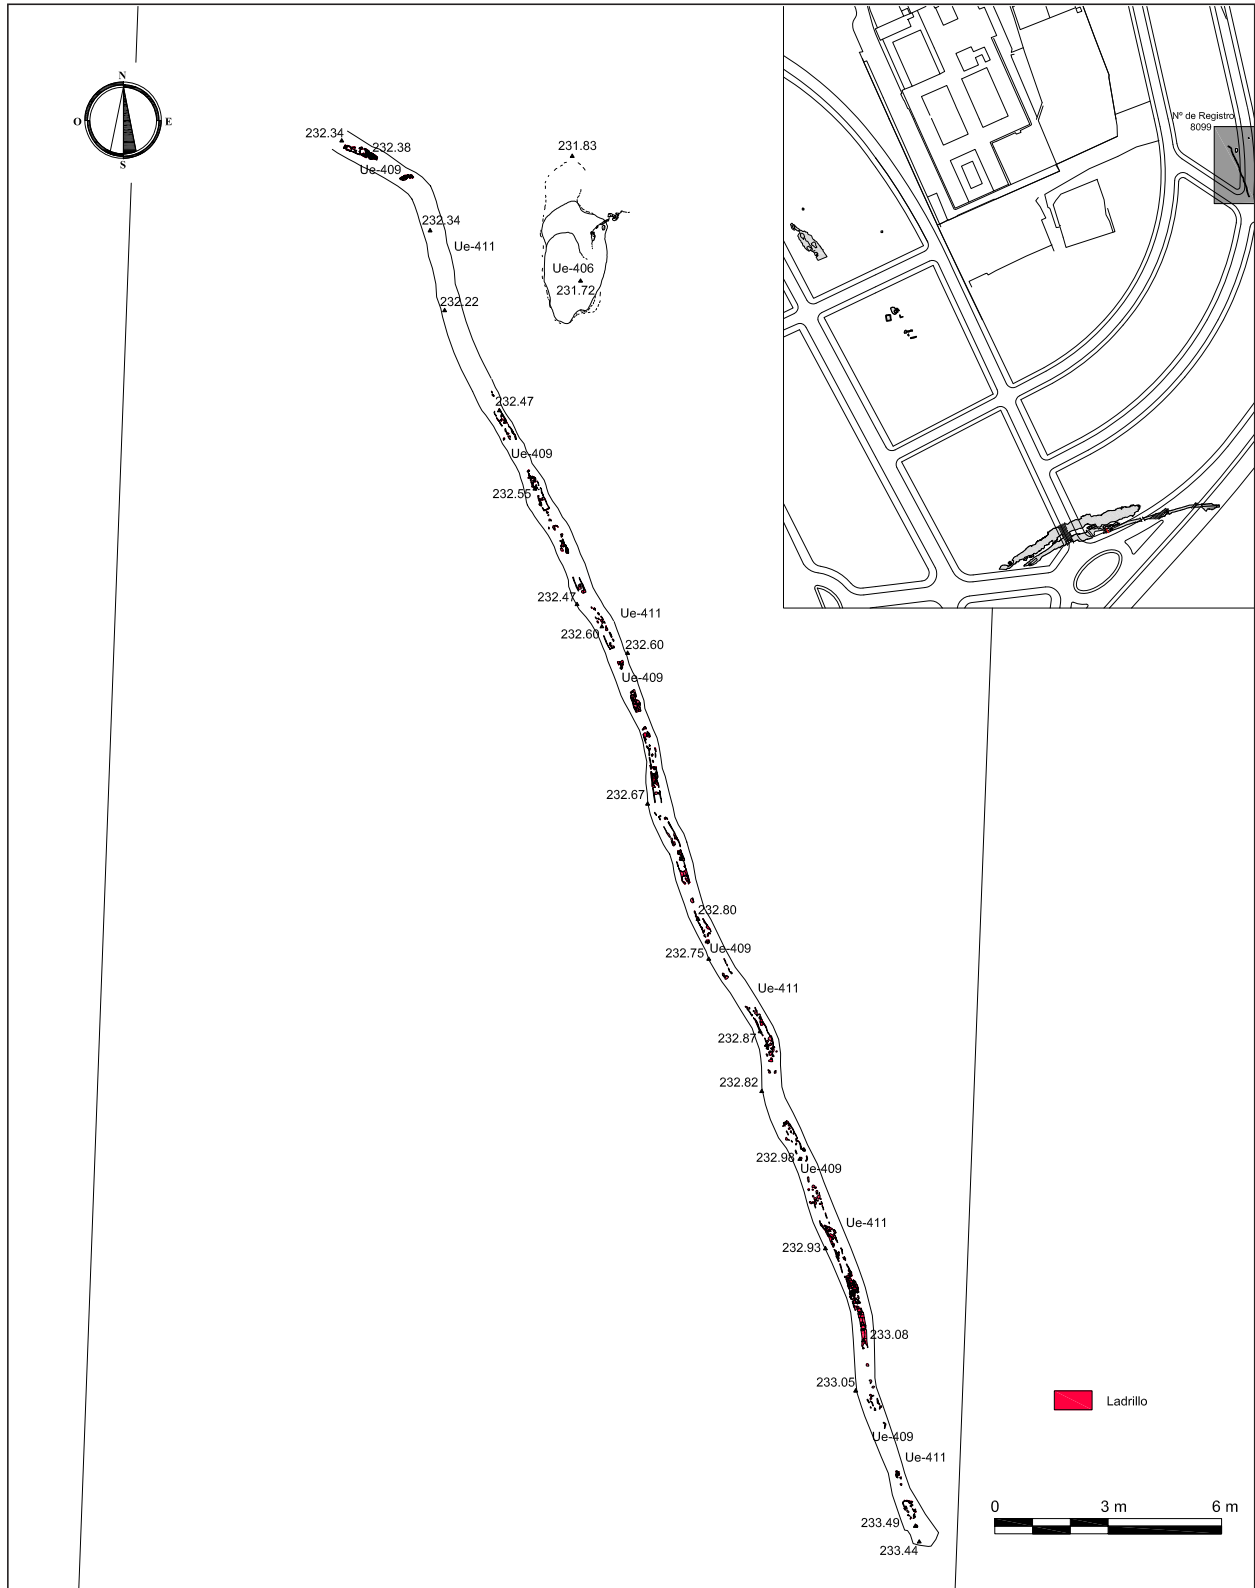 N
O
E
S
Nº de Registro
8099
232.34
232.38
Ue-409
231.83
232.34
Ue-411
Ue-406
231.72
232.22
232.47
Ue-409
232.55
232.47
Ue-411
232.60
232.60
Ue-409
232.67
232.80
232.75
Ue-409
Ue-411
232.87
232.82
232.98
Ue-409
Ue-411
232.93
233.08
233.05
Ladrillo
Ue-409
Ue-411
0 3 m 6 m
233.49
233.44